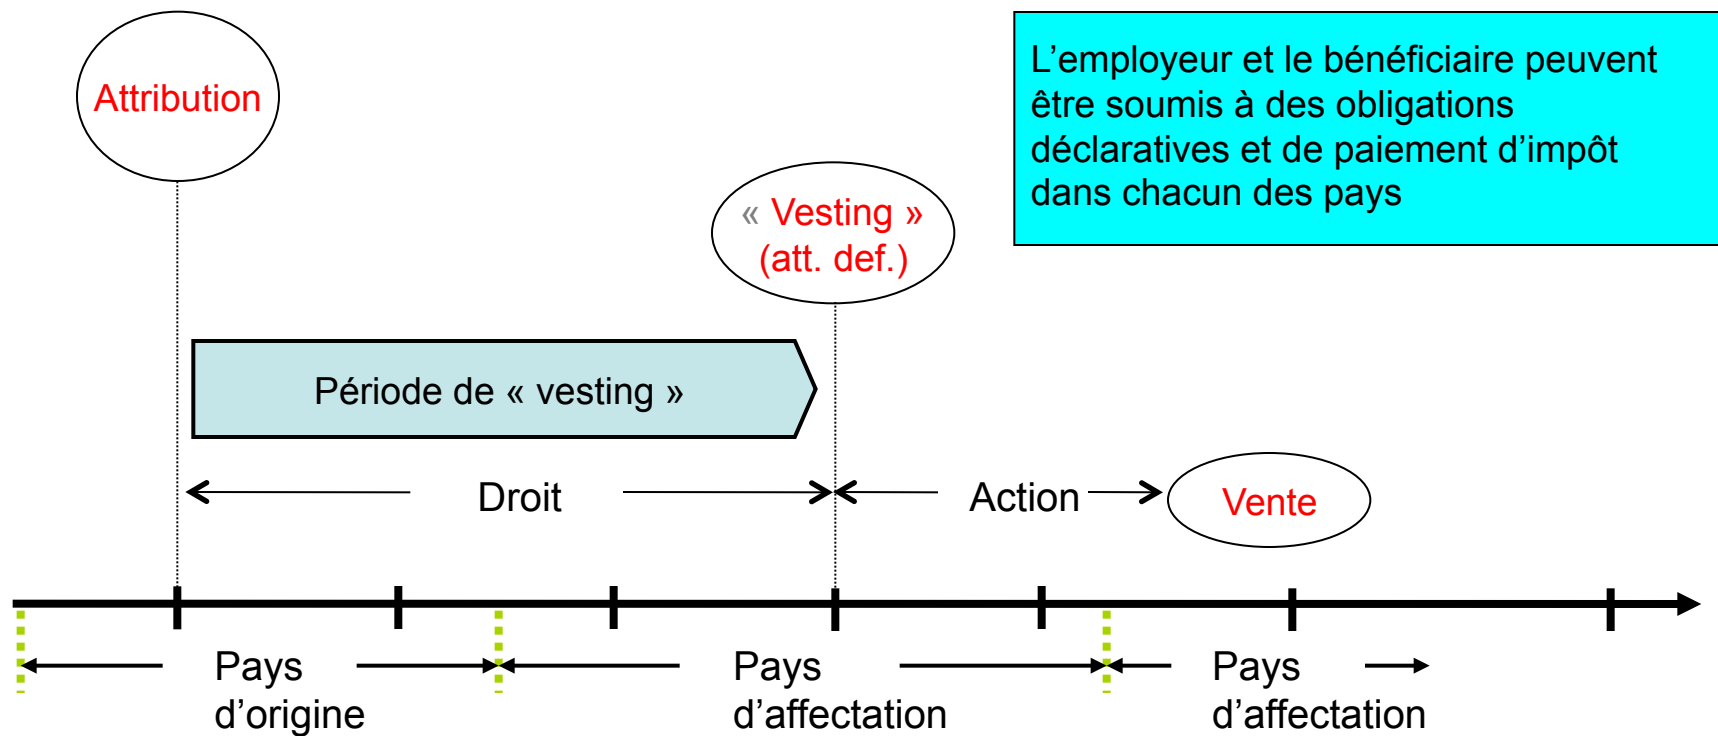 Attribution
L’employeur et le bénéficiaire peuvent
être soumis à des obligations
déclaratives et de paiement d’impôt
dans chacun des pays
« Vesting »
(att. def.)
Période de « vesting »
Droit
Action
Vente
Pays
d’origine
Pays
d’affectation
Pays
d’affectation